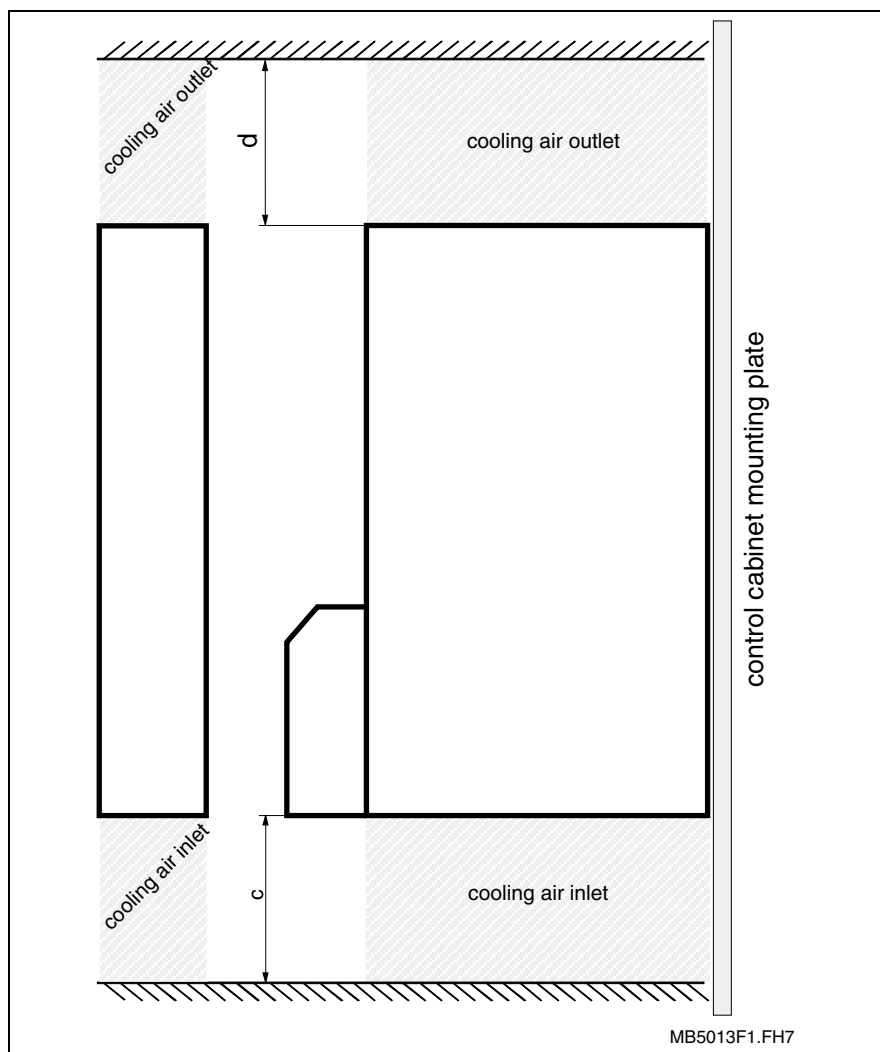 cooling air outlet
d
cooling air outlet
control cabinet mounting plate
cooling air inlet
c
cooling air inlet
MB5013F1.FH7